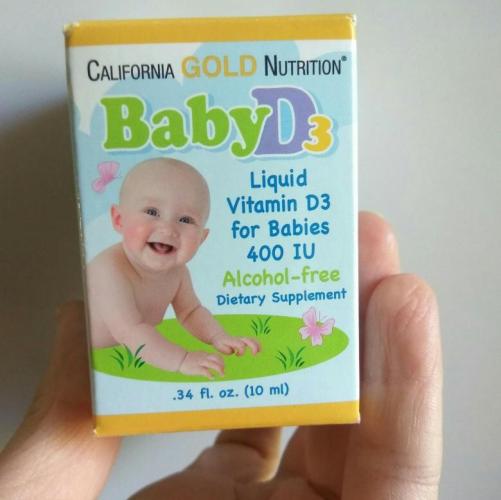 CALIFORNIA GOLD NUTRITION®
BabyD3
Liquid
Vitamin D3
for Babies
400 IU
Alcohol-free
Dietary Supplement
.34 fl. oz. (10 ml)